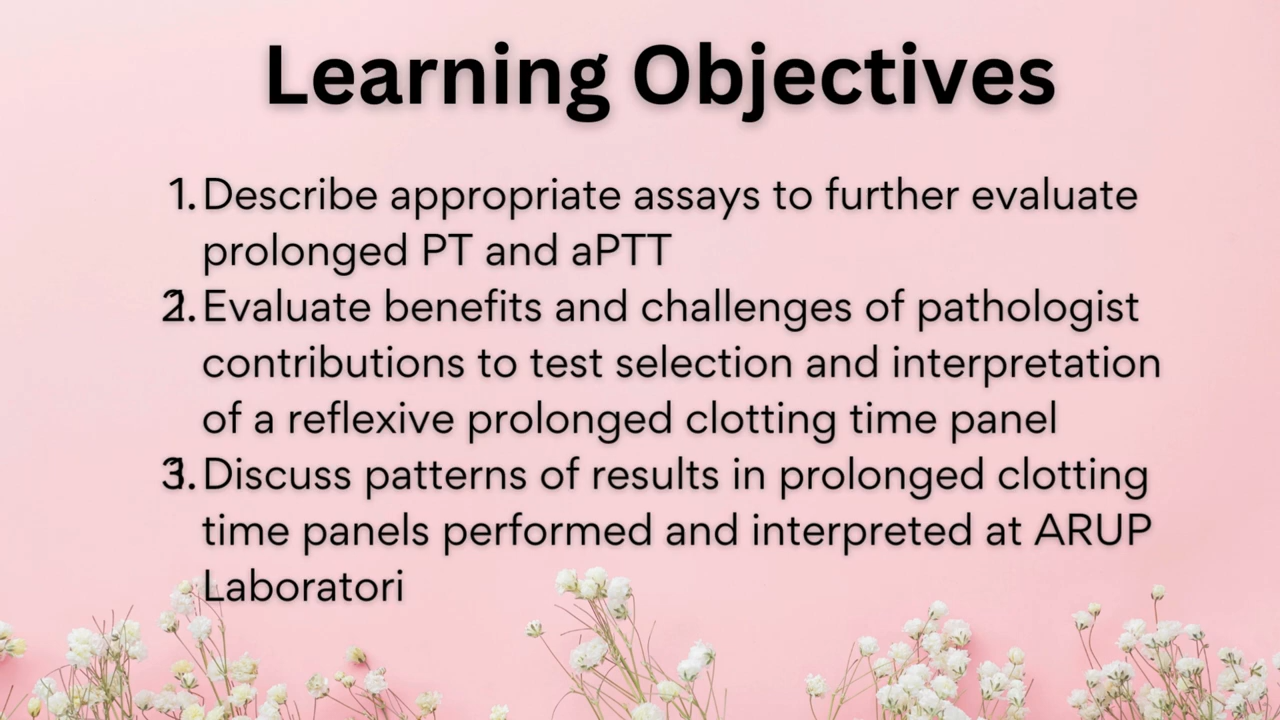 Learning Objectives
1. Describe appropriate assays to further evaluate
prolonged PT and aPTT
2. Evaluate benefits and challenges of pathologist
contributions to test selection and interpretation
of a reflexive prolonged clotting time panel
3. Discuss patterns of results in prolonged clotting
time panels performed and interpreted at ARUP
Laboratori